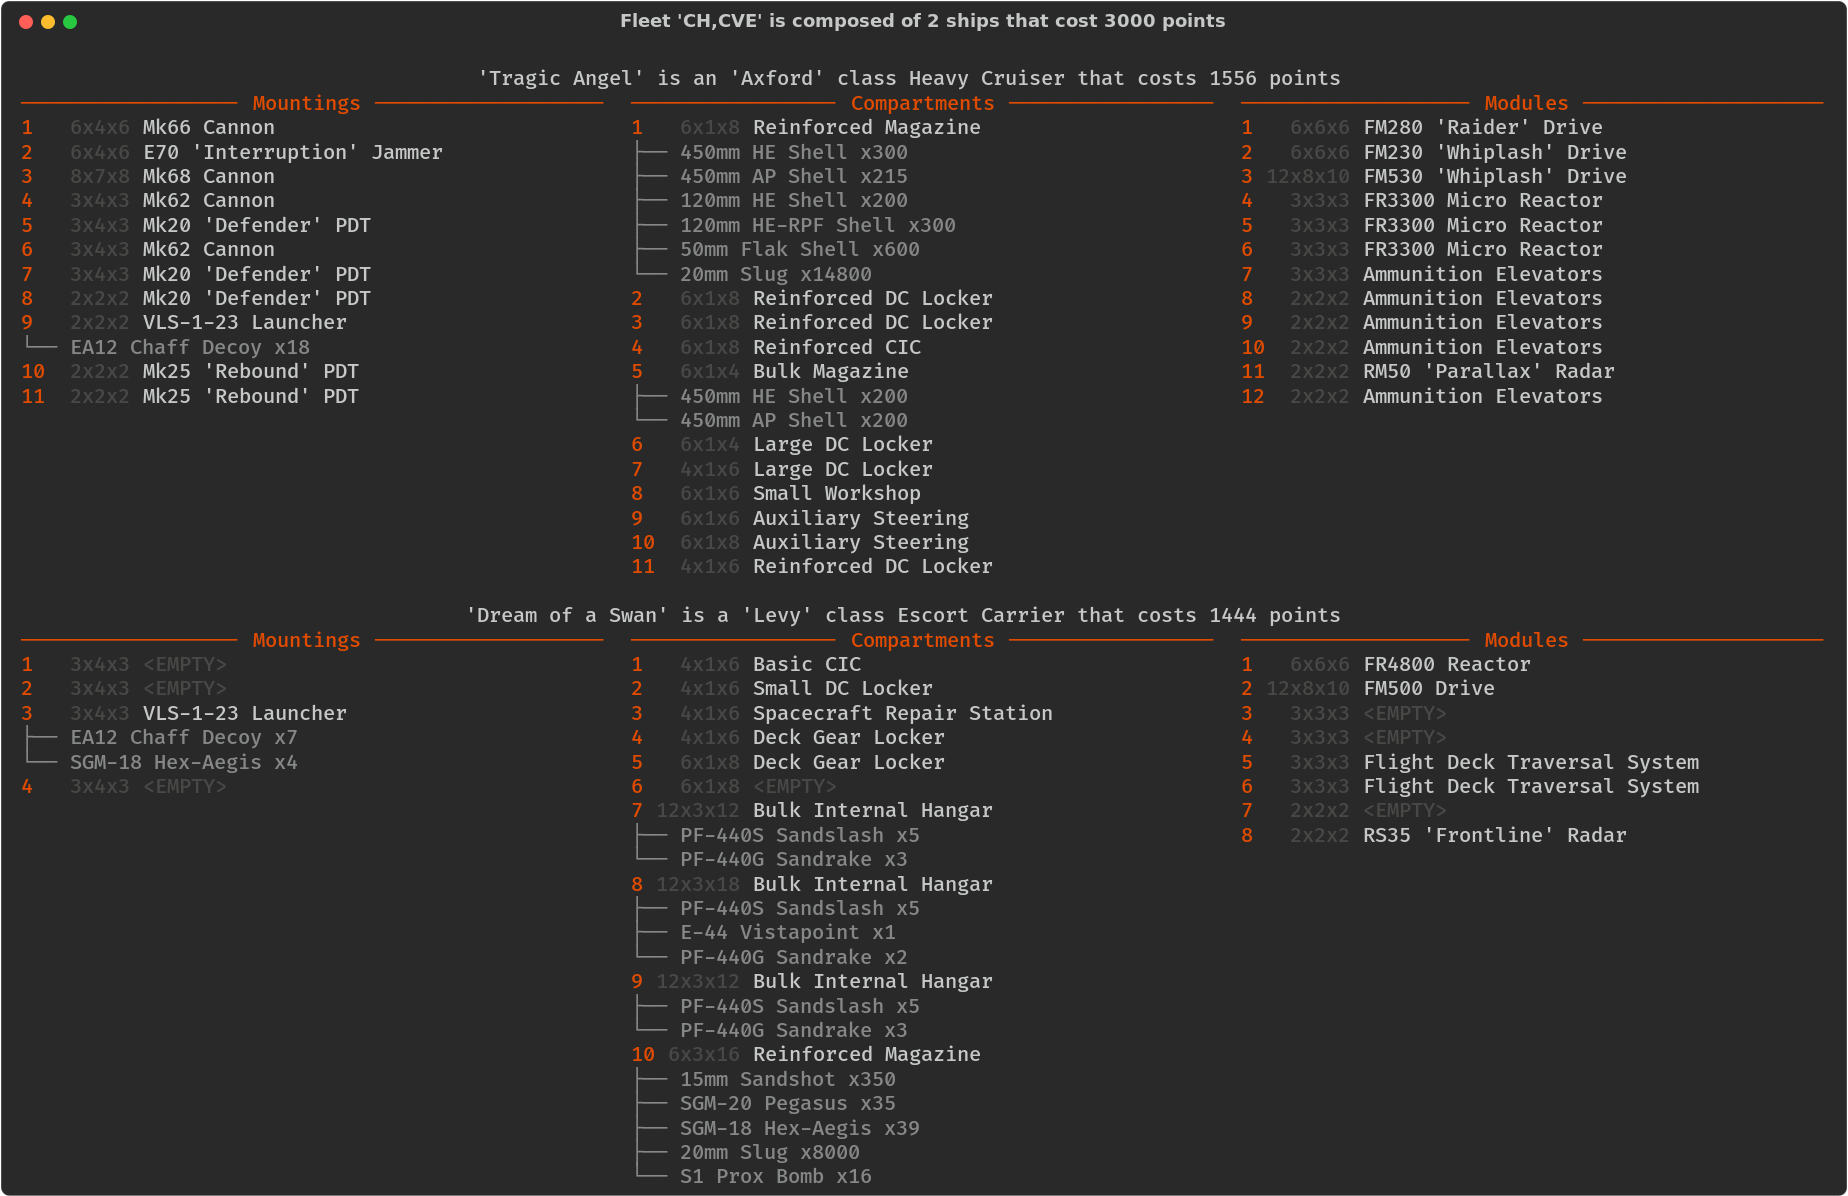 Fleet 'CH,CVE' is composed of 2 ships that cost 3000 points
'Tragic Angel' is an 'Axford' class Heavy Cruiser that costs 1556 points
Mountings
1 6x4x6 Mk66 Cannon
2 6x4x6 E70 'Interruption' Jammer
3 8x7x8 Mk68 Cannon
4 3x4x3 Mk62 Cannon
5 3x4x3 Mk20 'Defender' PDT
6 3x4x3 Mk62 Cannon
7 3x4x3 Mk20 'Defender' PDT
8 2x2x2 Mk20 'Defender' PDT
9 2x2x2 VLS-1-23 Launcher
EA12 Chaff Decoy x18
10 2x2x2 Mk25 'Rebound' PDT
11 2x2x2 Mk25 'Rebound' PDT
Compartments
1 6x1x8 Reinforced Magazine
450mm HE Shell x300
450mm AP Shell x215
120mm HE Shell x200
120mm HE-RPF Shell x300
50mm Flak Shell x600
20mm Slug x14800
2 6x1x8 Reinforced DC Locker
3 6x1x8 Reinforced DC Locker
4 6x1x8 Reinforced CIC
5 6x1x4 Bulk Magazine
450mm HE Shell x200
450mm AP Shell x200
6 6x1x4 Large DC Locker
7 4x1x6 Large DC Locker
8 6x1x6 Small Workshop
9 6x1x6 Auxiliary Steering
10 6x1x8 Auxiliary Steering
11 4x1x6 Reinforced DC Locker
Modules
1 6x6x6 FM280 'Raider' Drive
2 6x6x6 FM230 'Whiplash' Drive
3 12x8x10 FM530 'Whiplash' Drive
4 3x3x3 FR3300 Micro Reactor
5 3x3x3 FR3300 Micro Reactor
6 3x3x3 FR3300 Micro Reactor
7 3x3x3 Ammunition Elevators
8 2x2x2 Ammunition Elevators
9 2x2x2 Ammunition Elevators
10 2x2x2 Ammunition Elevators
11 2x2x2 RM50 'Parallax' Radar
12 2x2x2 Ammunition Elevators
'Dream of a Swan' is a 'Levy' class Escort Carrier that costs 1444 points
Mountings
1 3x4x3 <EMPTY>
2 3x4x3 <EMPTY>
3 3x4x3 VLS-1-23 Launcher
EA12 Chaff Decoy x7
SGM-18 Hex-Aegis x4
4 3x4x3 <EMPTY>
Compartments
1 4x1x6 Basic CIC
2 4x1x6 Small DC Locker
3 4x1x6 Spacecraft Repair Station
4 4x1x6 Deck Gear Locker
5 6x1x8 Deck Gear Locker
6 6x1x8 <EMPTY>
7 12x3x12 Bulk Internal Hangar
PF-440S Sandslash x5
PF-440G Sandrake x3
8 12x3x18 Bulk Internal Hangar
PF-440S Sandslash x5
E-44 Vistapoint x1
PF-440G Sandrake x2
9 12x3x12 Bulk Internal Hangar
PF-440S Sandslash x5
PF-440G Sandrake x3
10 6x3x16 Reinforced Magazine
15mm Sandshot x350
SGM-20 Pegasus x35
SGM-18 Hex-Aegis x39
20mm Slug x8000
S1 Prox Bomb x16
Modules
1 6x6x6 FR4800 Reactor
2 12x8x10 FM500 Drive
3 3x3x3 <EMPTY>
4 3x3x3 <EMPTY>
5 3x3x3 Flight Deck Traversal System
6 3x3x3 Flight Deck Traversal System
7 2x2x2 <EMPTY>
8 2x2x2 RS35 'Frontline' Radar